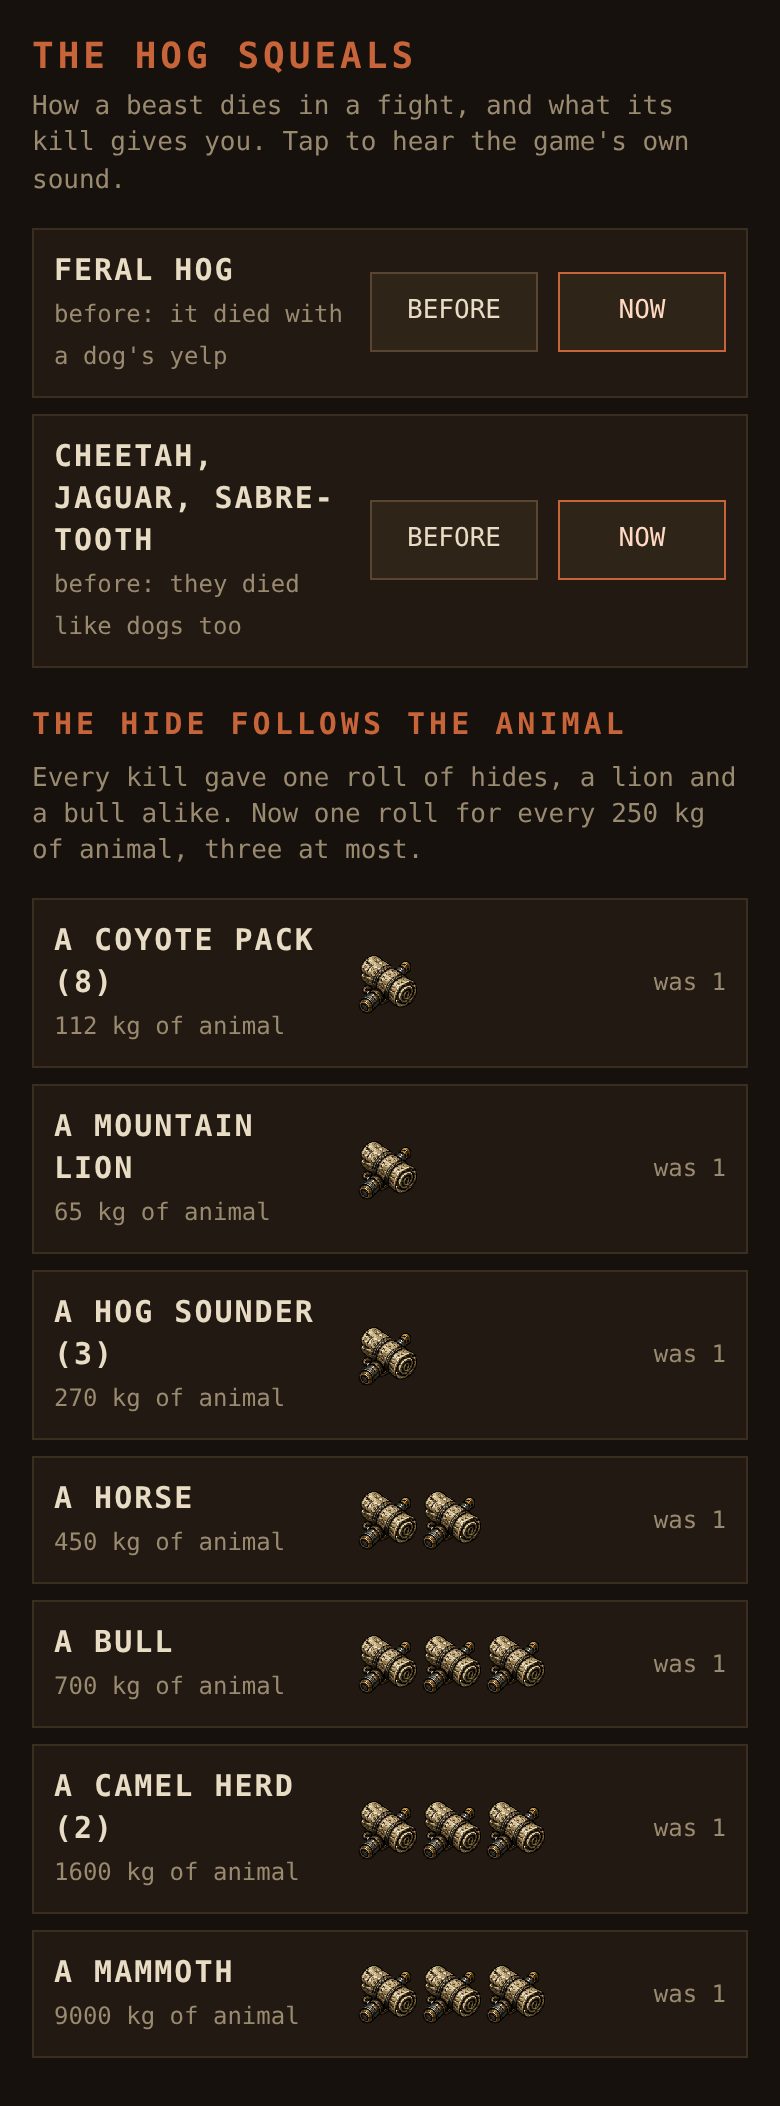 THE HOG SQUEALS
How a beast dies in a fight, and what its
kill gives you. Tap to hear the game's own
sound.
FERAL HOG
before: it died with
a dog's yelp
BEFORE
NOW
CHEETAH,
JAGUAR, SABRE-
TOOTH
before: they died
like dogs too
BEFORE
NOW
THE HIDE FOLLOWS THE ANIMAL
Every kill gave one roll of hides, a lion and
a bull alike. Now one roll for every 250 kg
of animal, three at most.
A COYOTE PACK
(8)
112 kg of animal
was 1
A MOUNTAIN
LION
65 kg of animal
was 1
A HOG SOUNDER
(3)
270 kg of animal
was 1
A HORSE
450 kg of animal
was 1
A BULL
700 kg of animal
was 1
A CAMEL HERD
(2)
1600 kg of animal
was 1
A MAMMOTH
9000 kg of animal
was 1